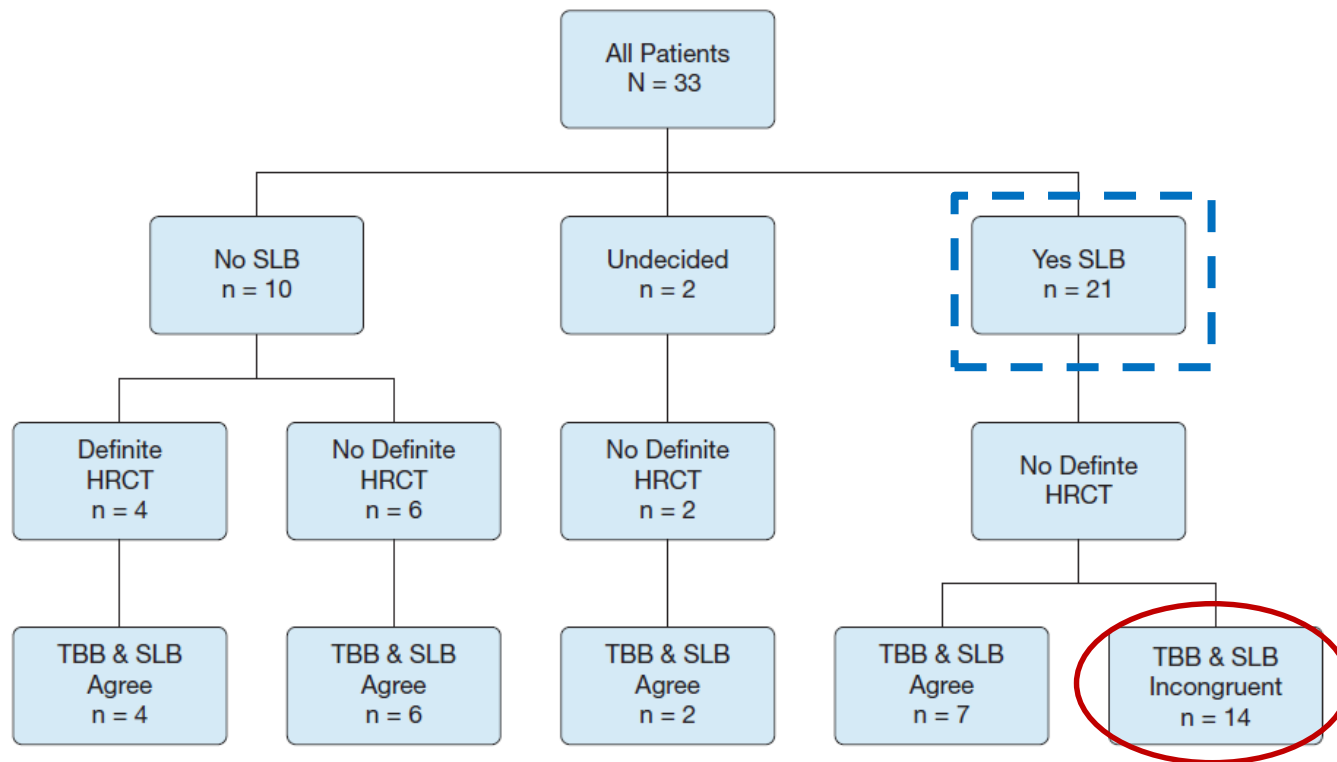 All Patients
N = 33
No SLB
n = 10
Undecided
n = 2
Yes SLB
n = 21
Definite
HRCT
n = 4
No Definite
HRCT
n = 6
No Definite
HRCT
n = 2
No Definte
HRCT
TBB & SLB
Agree
n = 4
TBB & SLB
Agree
n = 6
TBB & SLB
Agree
n = 2
TBB & SLB
Agree
n = 7
TBB & SLB
Incongruent
n = 14